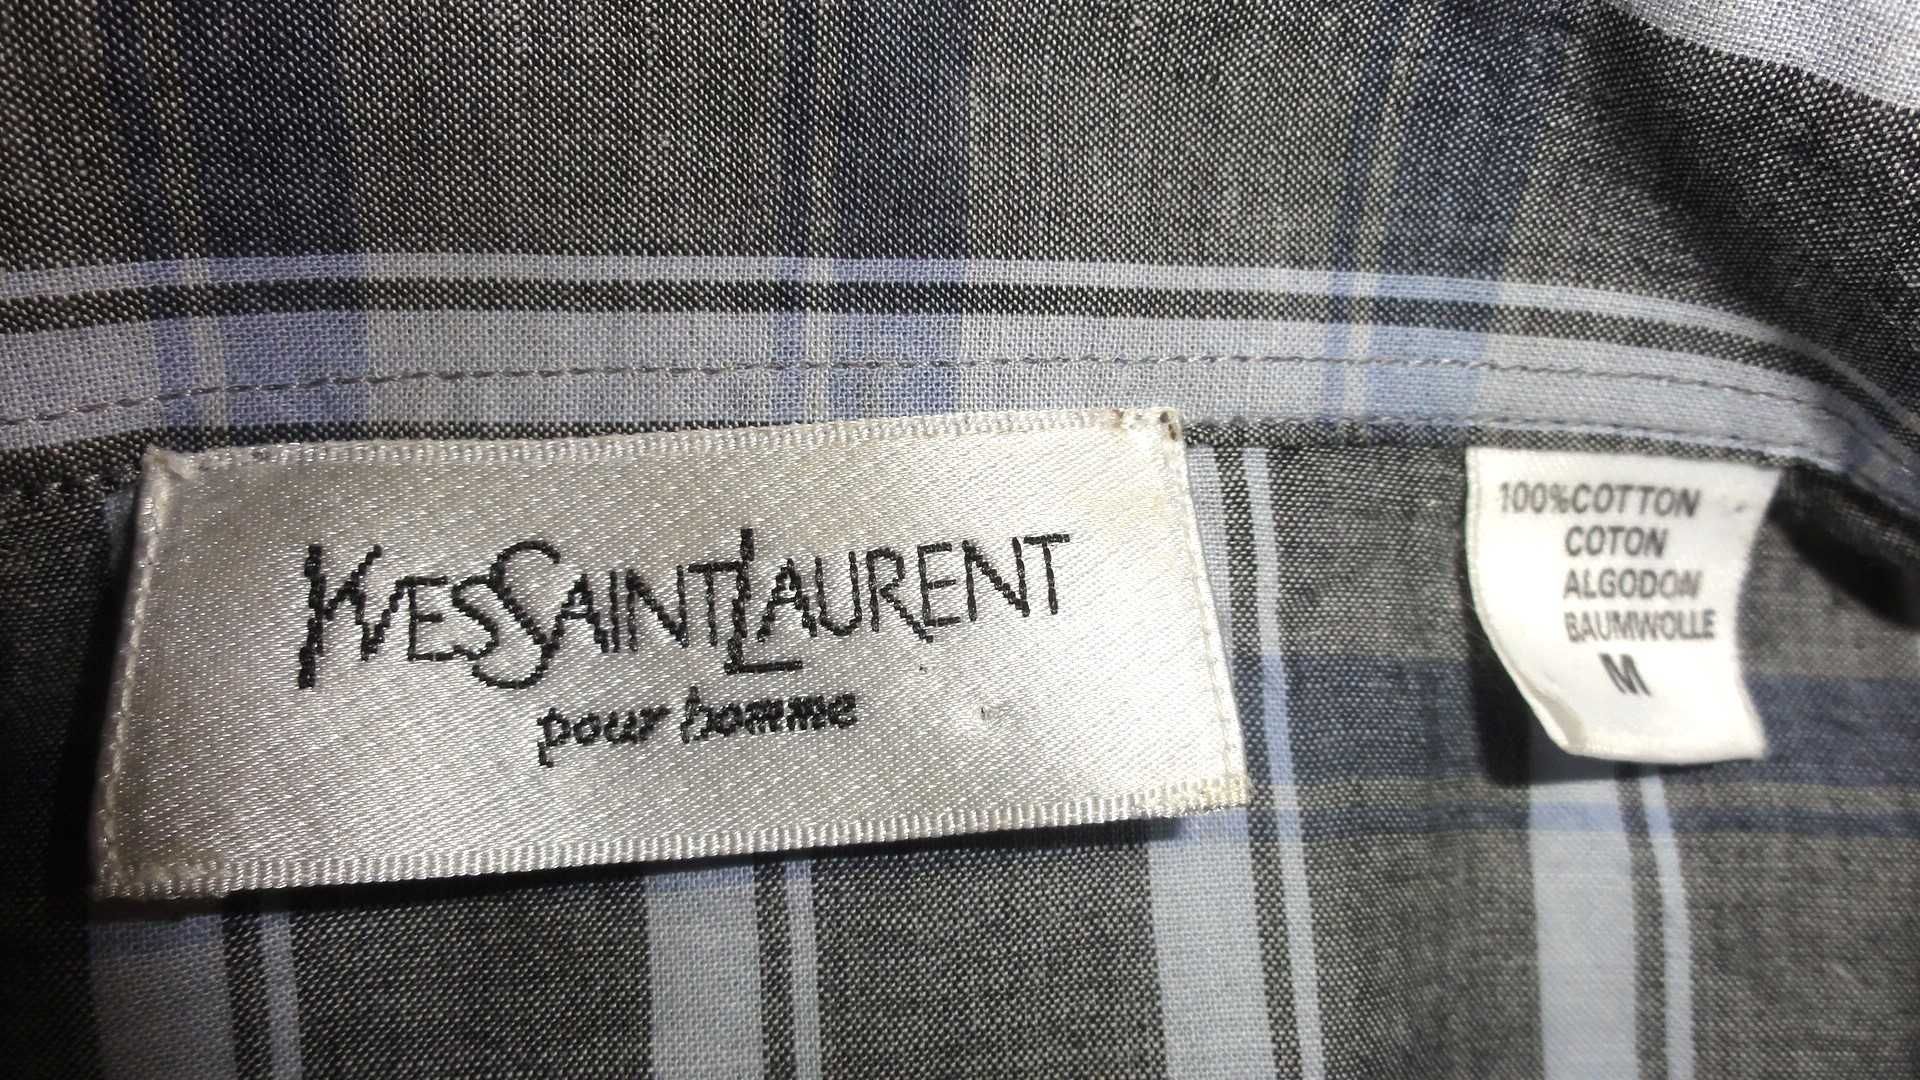 YVESSAINTLAURENT
pour homme
100%COTTON
COTON
ALGODON
BAUMWOLLE
M